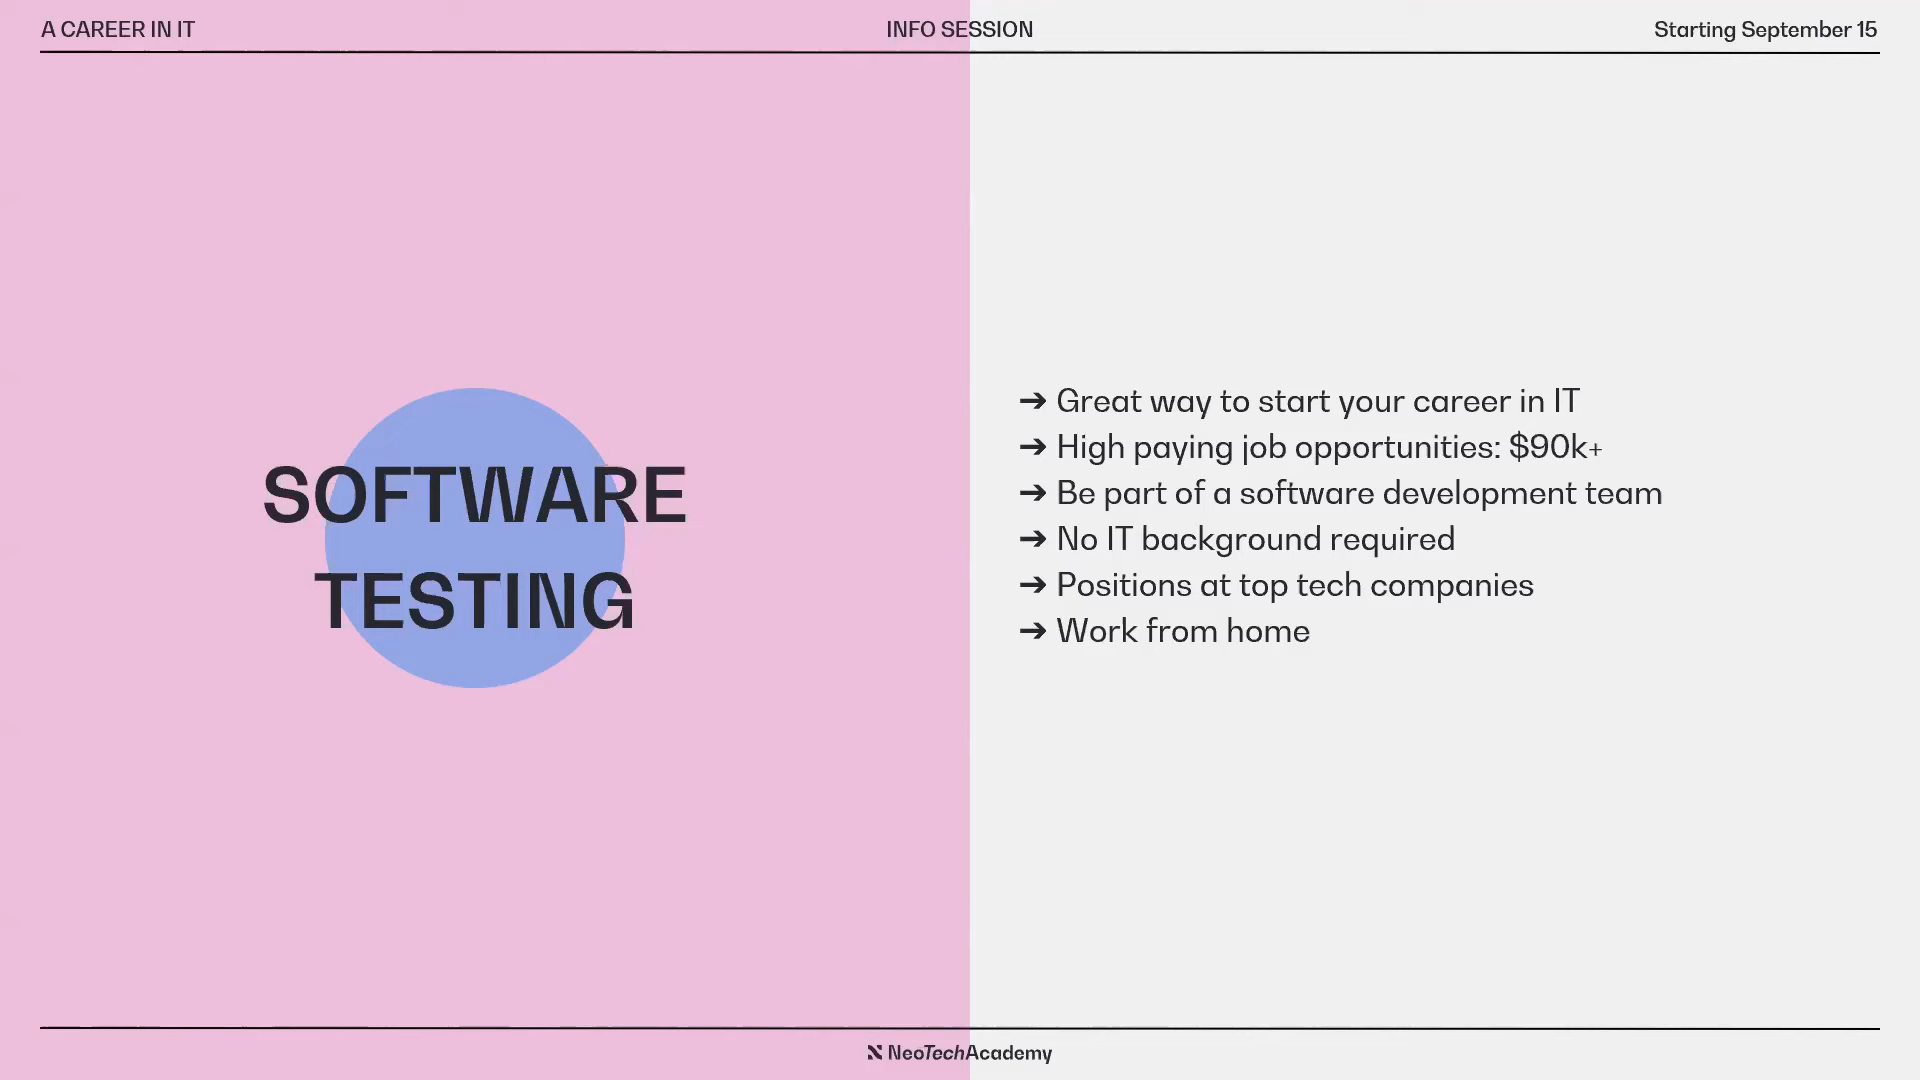 A CAREER IN IT
INFO SESSION
Starting September 15
SOFTWARE
TESTING
➔ Great way to start your career in IT
➔ High paying job opportunities: $90k+
➔ Be part of a software development team
➔ No IT background required
➔ Positions at top tech companies
➔ Work from home
NeoTechAcademy